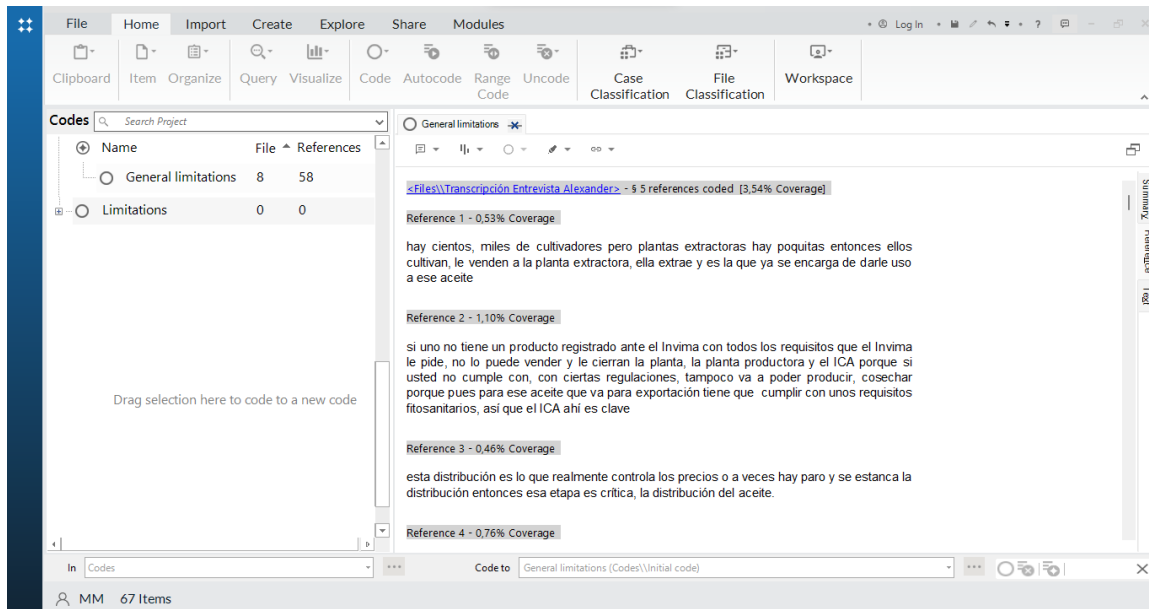 File Home Import Create Explore Share Modules Log In ?
Clipboard Item Organize Query Visualize Code Autocode Range Code Uncode Case Classification File Classification Workspace
Codes Search Project
Name File References
General limitations 8 58
Limitations 0 0
Drag selection here to code to a new code
General limitations
<Files\\Transcripción Entrevista Alexander> - § 5 references coded [3,54% Coverage]
Reference 1 - 0,53% Coverage
hay cientos, miles de cultivadores pero plantas extractoras hay poquitas entonces ellos
cultivan, le venden a la planta extractora, ella extrae y es la que ya se encarga de darle uso
a ese aceite
Reference 2 - 1,10% Coverage
si uno no tiene un producto registrado ante el Invima con todos los requisitos que el Invima
le pide, no lo puede vender y le cierran la planta, la planta productora y el ICA porque si
usted no cumple con, con ciertas regulaciones, tampoco va a poder producir, cosechar
porque pues para ese aceite que va para exportación tiene que cumplir con unos requisitos
fitosanitarios, así que el ICA ahí es clave
Reference 3 - 0,46% Coverage
esta distribución es lo que realmente controla los precios o a veces hay paro y se estanca la
distribución entonces esa etapa es crítica, la distribución del aceite.
Reference 4 - 0,76% Coverage
Summary
Reference
Text
In Codes
Code to General limitations (Codes\\Initial code)
MM 67 Items